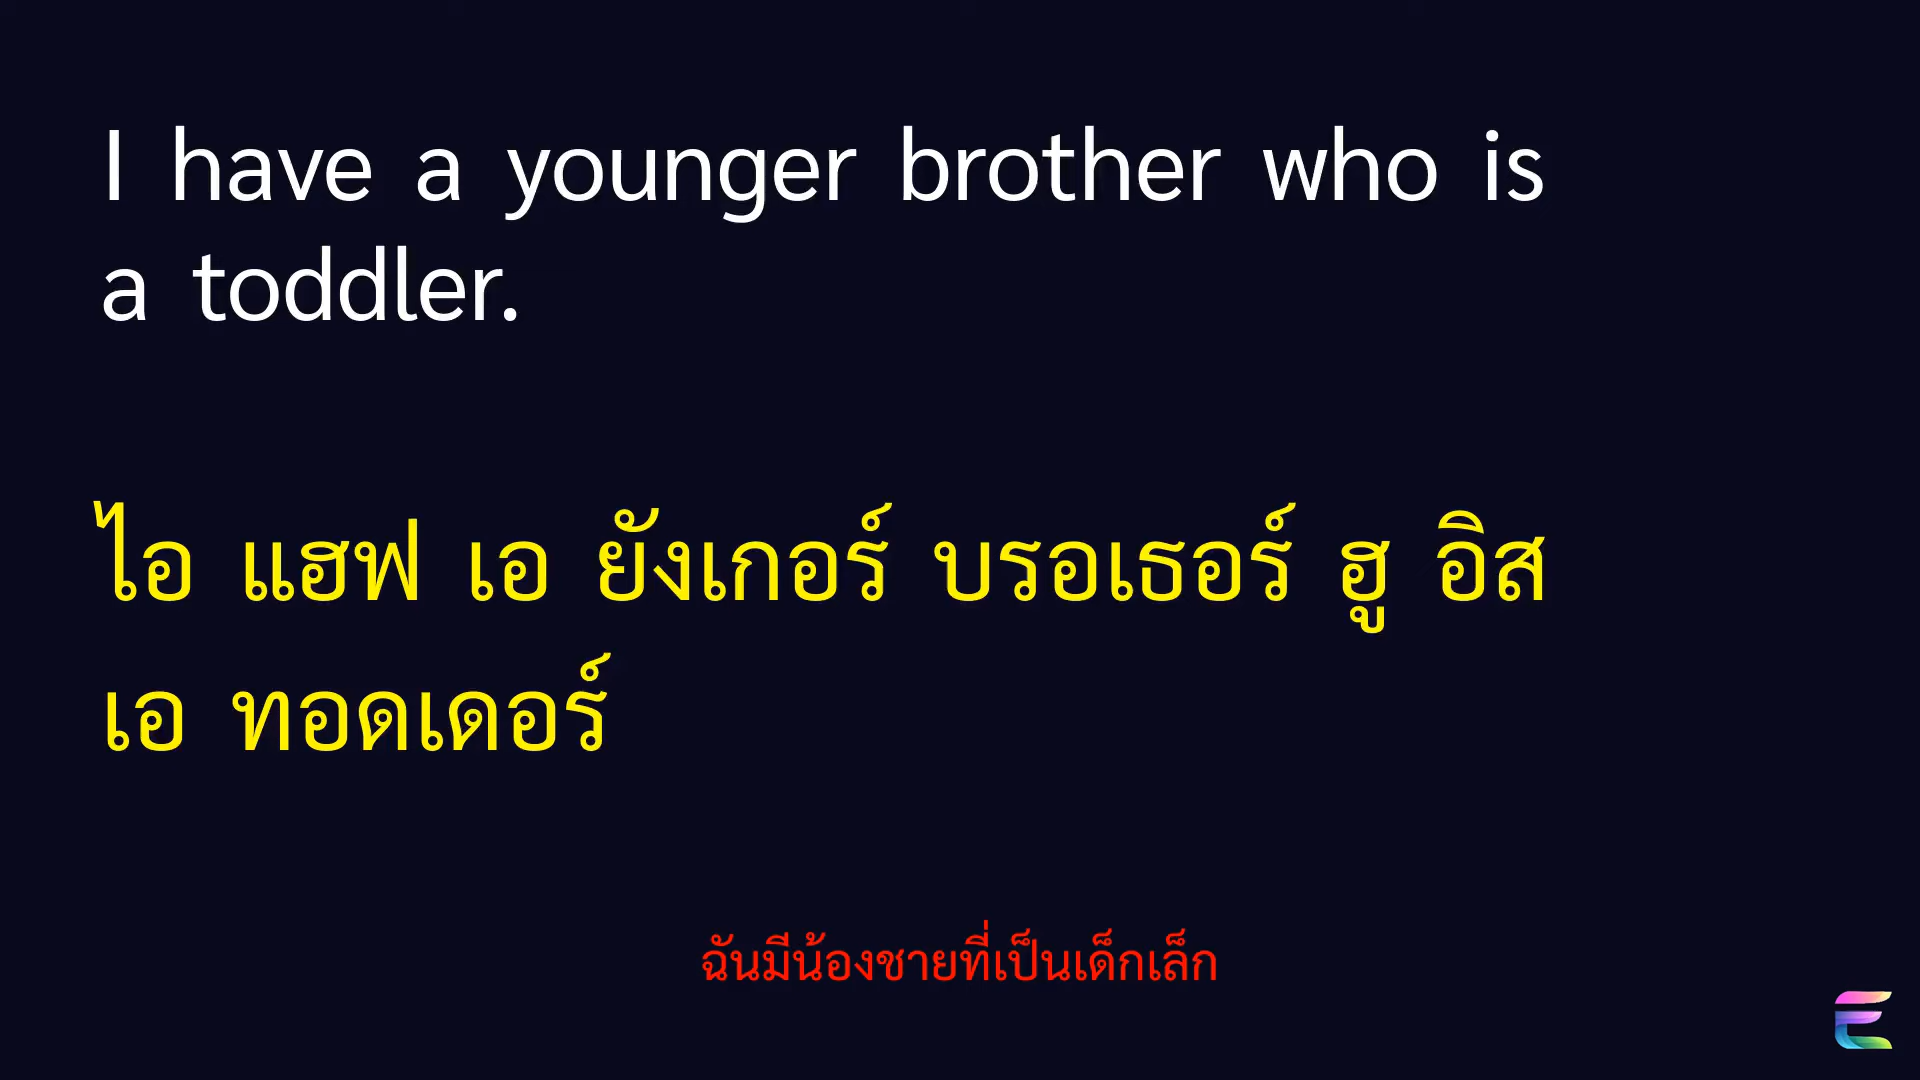 I have a younger brother who is
a toddler.
ไอ แฮฟ เอ ยังเกอร์ บรอเธอร์ ฮู อิส
เอ ทอดเดอร์
ฉันมีน้องชายที่เป็นเด็กเล็ก